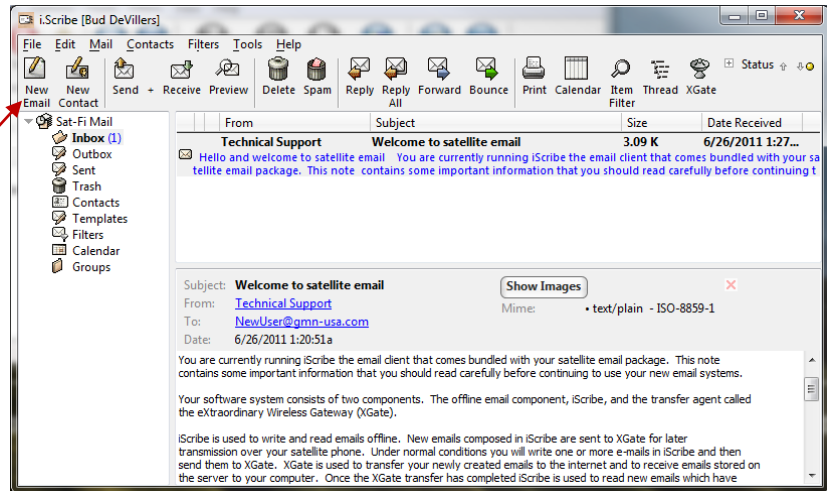 i.Scribe [Bud DeVillers]
File Edit Mail Contacts Filters Tools Help
New Email
New Contact
Send + Receive
Preview
Delete
Spam
Reply
Reply All
Forward
Bounce
Print
Calendar
Item Filter
Thread
XGate
Status
Sat-Fi Mail
Inbox (1)
Outbox
Sent
Trash
Contacts
Templates
Filters
Calendar
Groups
From Subject Size Date Received
Technical Support Welcome to satellite email 3.09 K 6/26/2011 1:27...
Hello and welcome to satellite email You are currently running iScribe the email client that comes bundled with your sa
tellite email package. This note contains some important information that you should read carefully before continuing t
Subject: Welcome to satellite email
From: Technical Support
To: NewUser@gmn-usa.com
Date: 6/26/2011 1:20:51a
Show Images
Mime: • text/plain - ISO-8859-1
You are currently running iScribe the email client that comes bundled with your satellite email package. This note
contains some important information that you should read carefully before continuing to use your new email systems.
Your software system consists of two components. The offline email component, iScribe, and the transfer agent called
the eXtraordinary Wireless Gateway (XGate).
iScribe is used to write and read emails offline. New emails composed in iScribe are sent to XGate for later
transmission over your satellite phone. Under normal conditions you will write one or more e-mails in iScribe and then
send them to XGate. XGate is used to transfer your newly created emails to the internet and to receive emails stored on
the server to your computer. Once the XGate transfer has completed iScribe is used to read new emails which have